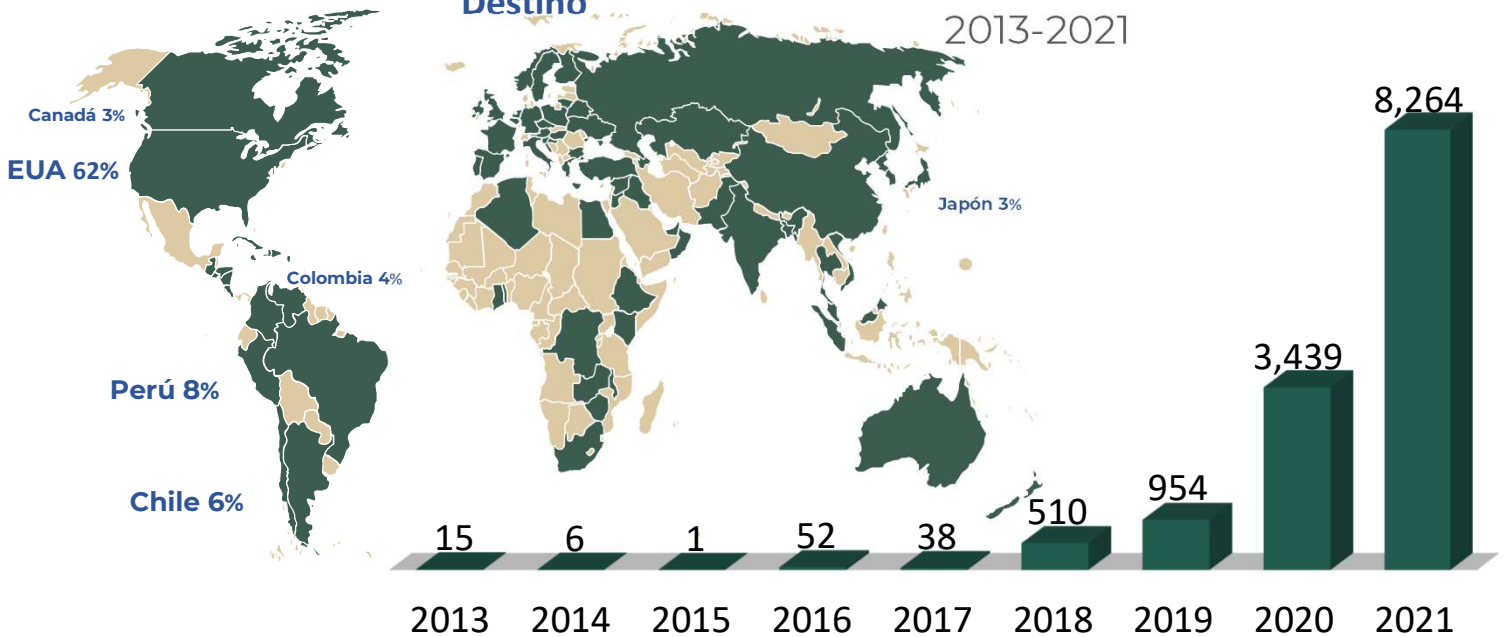 Destino
2013-2021
Canadá 3%
EUA 62%
Japón 3%
Colombia 4%
Perú 8%
Chile 6%
15
6
1
52
38
510
954
3,439
8,264
2013
2014
2015
2016
2017
2018
2019
2020
2021